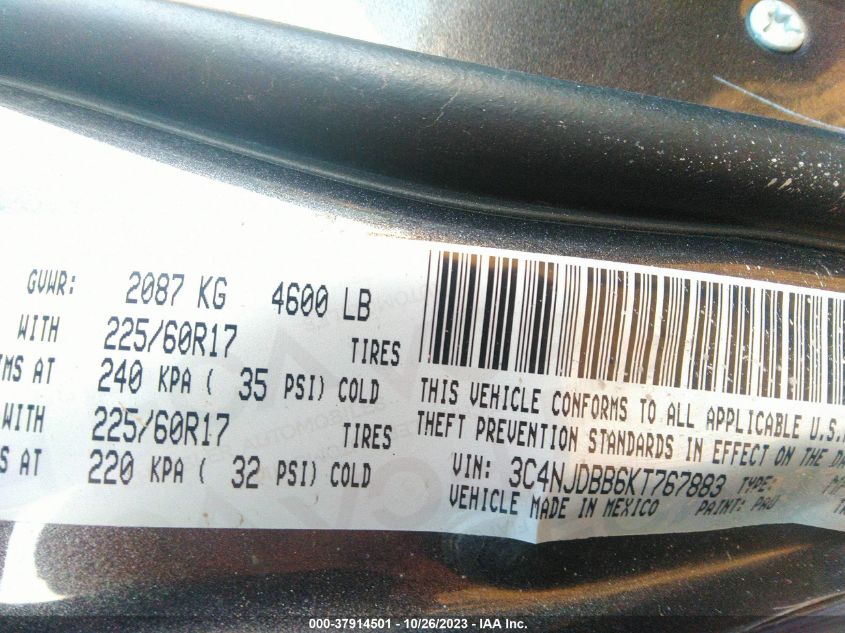 GVWR: 2087 KG 4600 LB
WITH 225/60R17 TIRES
IMS AT 240 KPA ( 35 PSI) COLD
WITH 225/60R17 TIRES
S AT 220 KPA ( 32 PSI) COLD
THIS VEHICLE CONFORMS TO ALL APPLICABLE U.S.
THEFT PREVENTION STANDARDS IN EFFECT ON THE DA
VIN: 3C4NJDBB6KT767883 TYPE:
VEHICLE MADE IN MEXICO PAINT: PAU
000-37914501 - 10/26/2023 - IAA Inc.